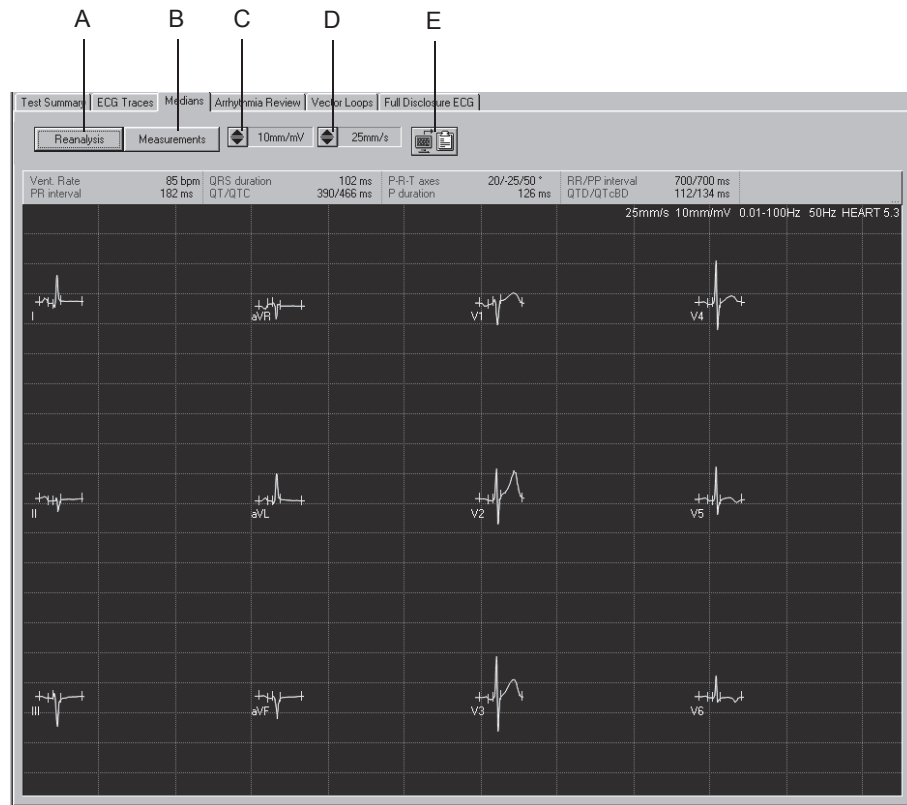 A B C D E
Test Summary ECG Traces Medians Arrhythmia Review Vector Loops Full Disclosure ECG
Reanalysis Measurements 10mm/mV 25mm/s
Vent. Rate 85 bpm QRS duration 102 ms P-R-T axes 20/-25/50 ° RR/PP interval 700/700 ms
PR interval 182 ms QT/QTC 390/466 ms P duration 126 ms QTD/QTcBD 112/134 ms ...
25mm/s 10mm/mV 0.01-100Hz 50Hz HEART 5.3
I aVR V1 V4
II aVL V2 V5
III aVF V3 V6